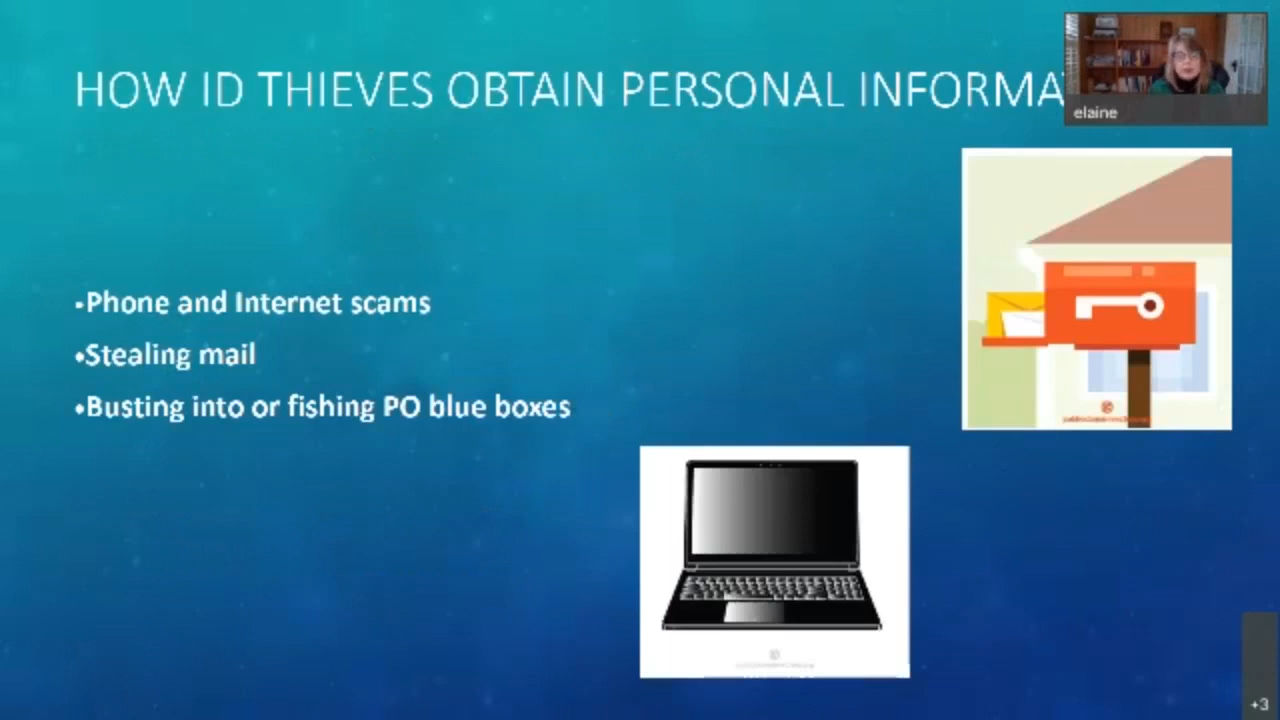 HOW ID THIEVES OBTAIN PERSONAL INFORMA
elaine
•Phone and Internet scams
•Stealing mail
•Busting into or fishing PO blue boxes
+3